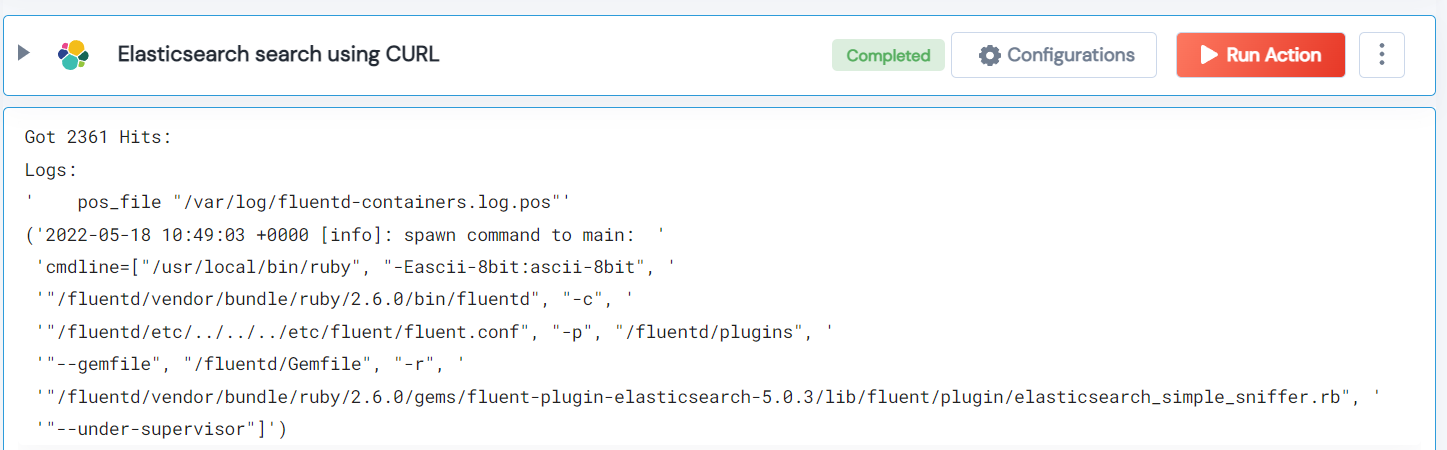 Elasticsearch search using CURL Completed Configurations Run Action
Got 2361 Hits:
Logs:
'    pos_file "/var/log/fluentd-containers.log.pos"'
('2022-05-18 10:49:03 +0000 [info]: spawn command to main:  '
 'cmdline=["/usr/local/bin/ruby", "-Eascii-8bit:ascii-8bit", '
 '"/fluentd/vendor/bundle/ruby/2.6.0/bin/fluentd", "-c", '
 '"/fluentd/etc/../../../etc/fluent/fluent.conf", "-p", "/fluentd/plugins", '
 '"--gemfile", "/fluentd/Gemfile", "-r", '
 '"/fluentd/vendor/bundle/ruby/2.6.0/gems/fluent-plugin-elasticsearch-5.0.3/lib/fluent/plugin/elasticsearch_simple_sniffer.rb", '
 '"--under-supervisor"]')